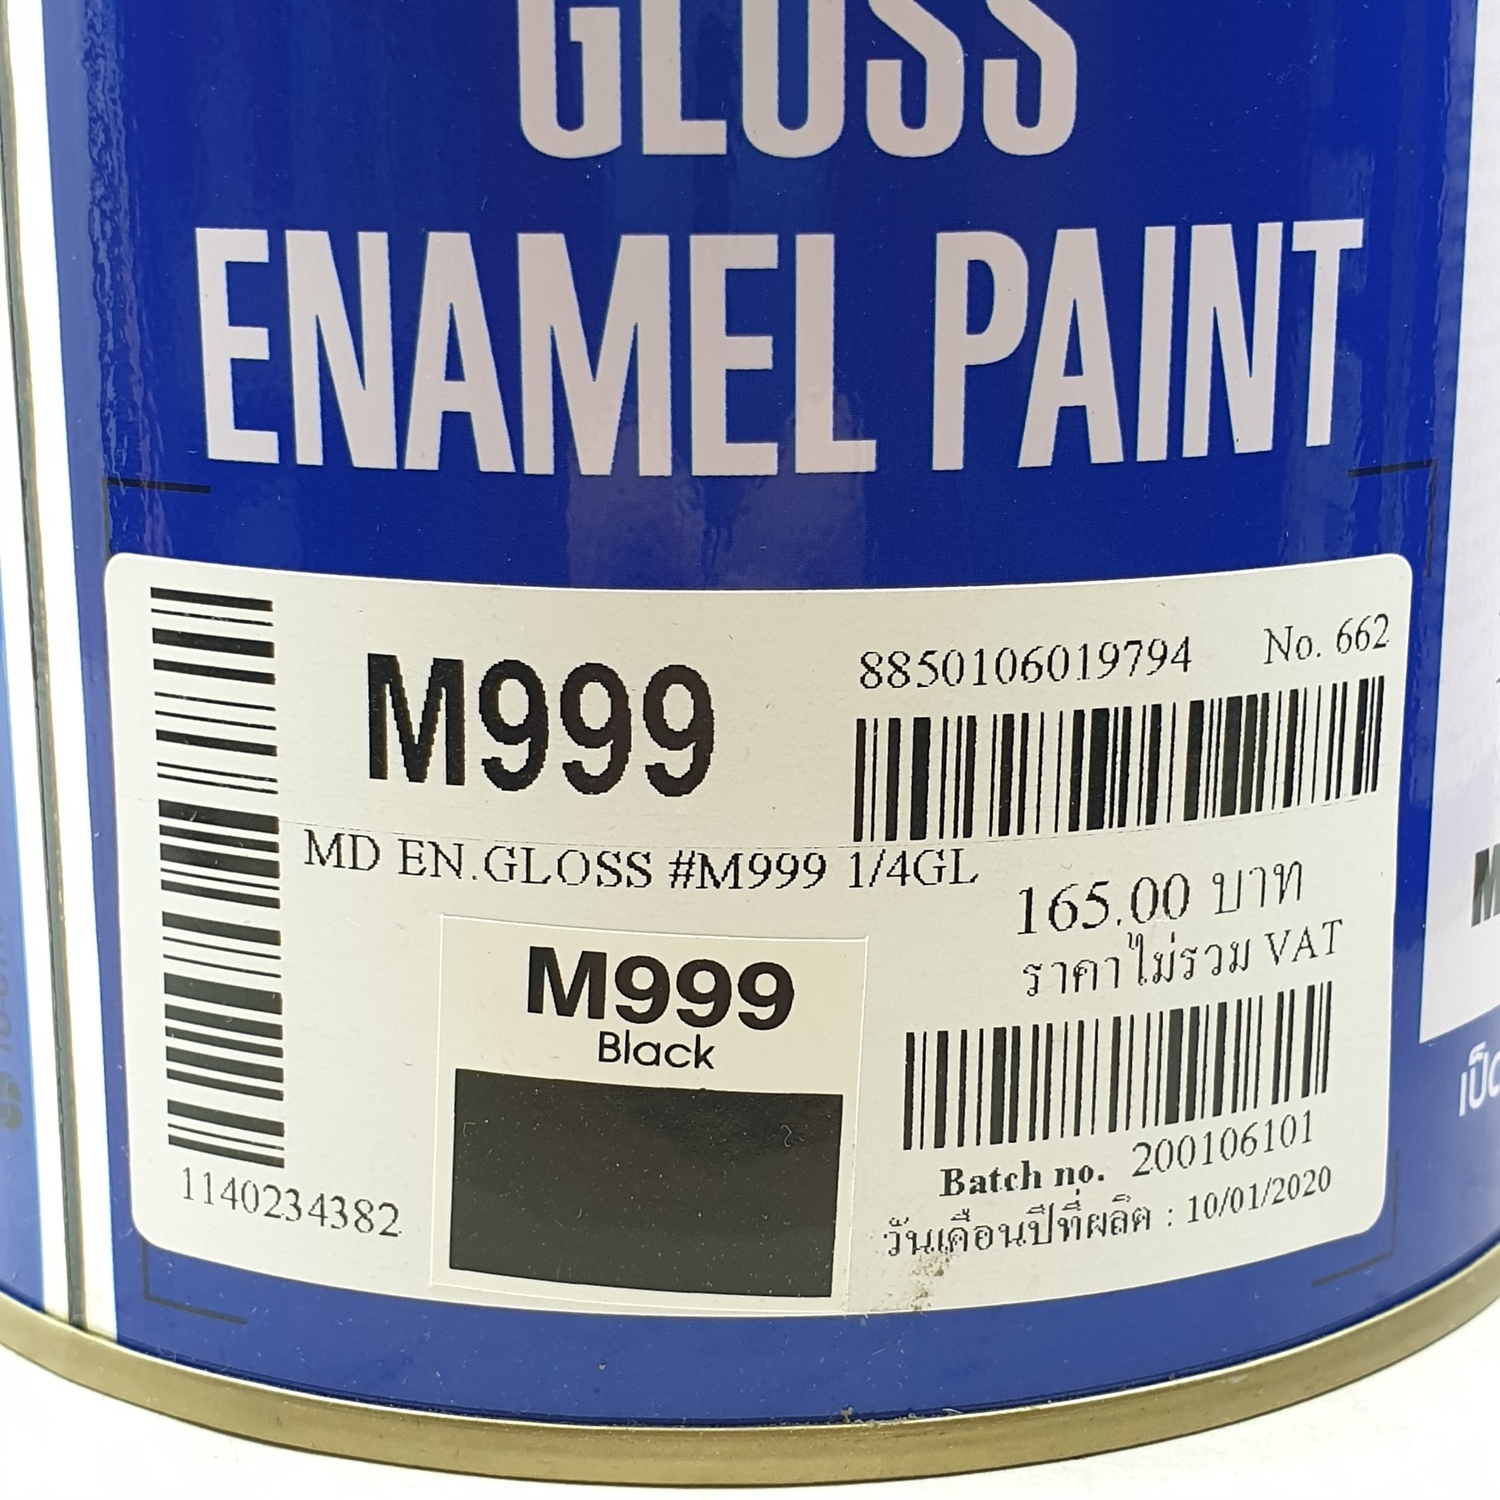 GLOSS
ENAMEL PAINT
M999
8850106019794 No. 662
MD EN.GLOSS #M999 1/4GL
165.00 บาท
ราคาไม่รวม VAT
M999
Black
Batch no. 200106101
วันเดือนปีที่ผลิต : 10/01/2020
1140234382